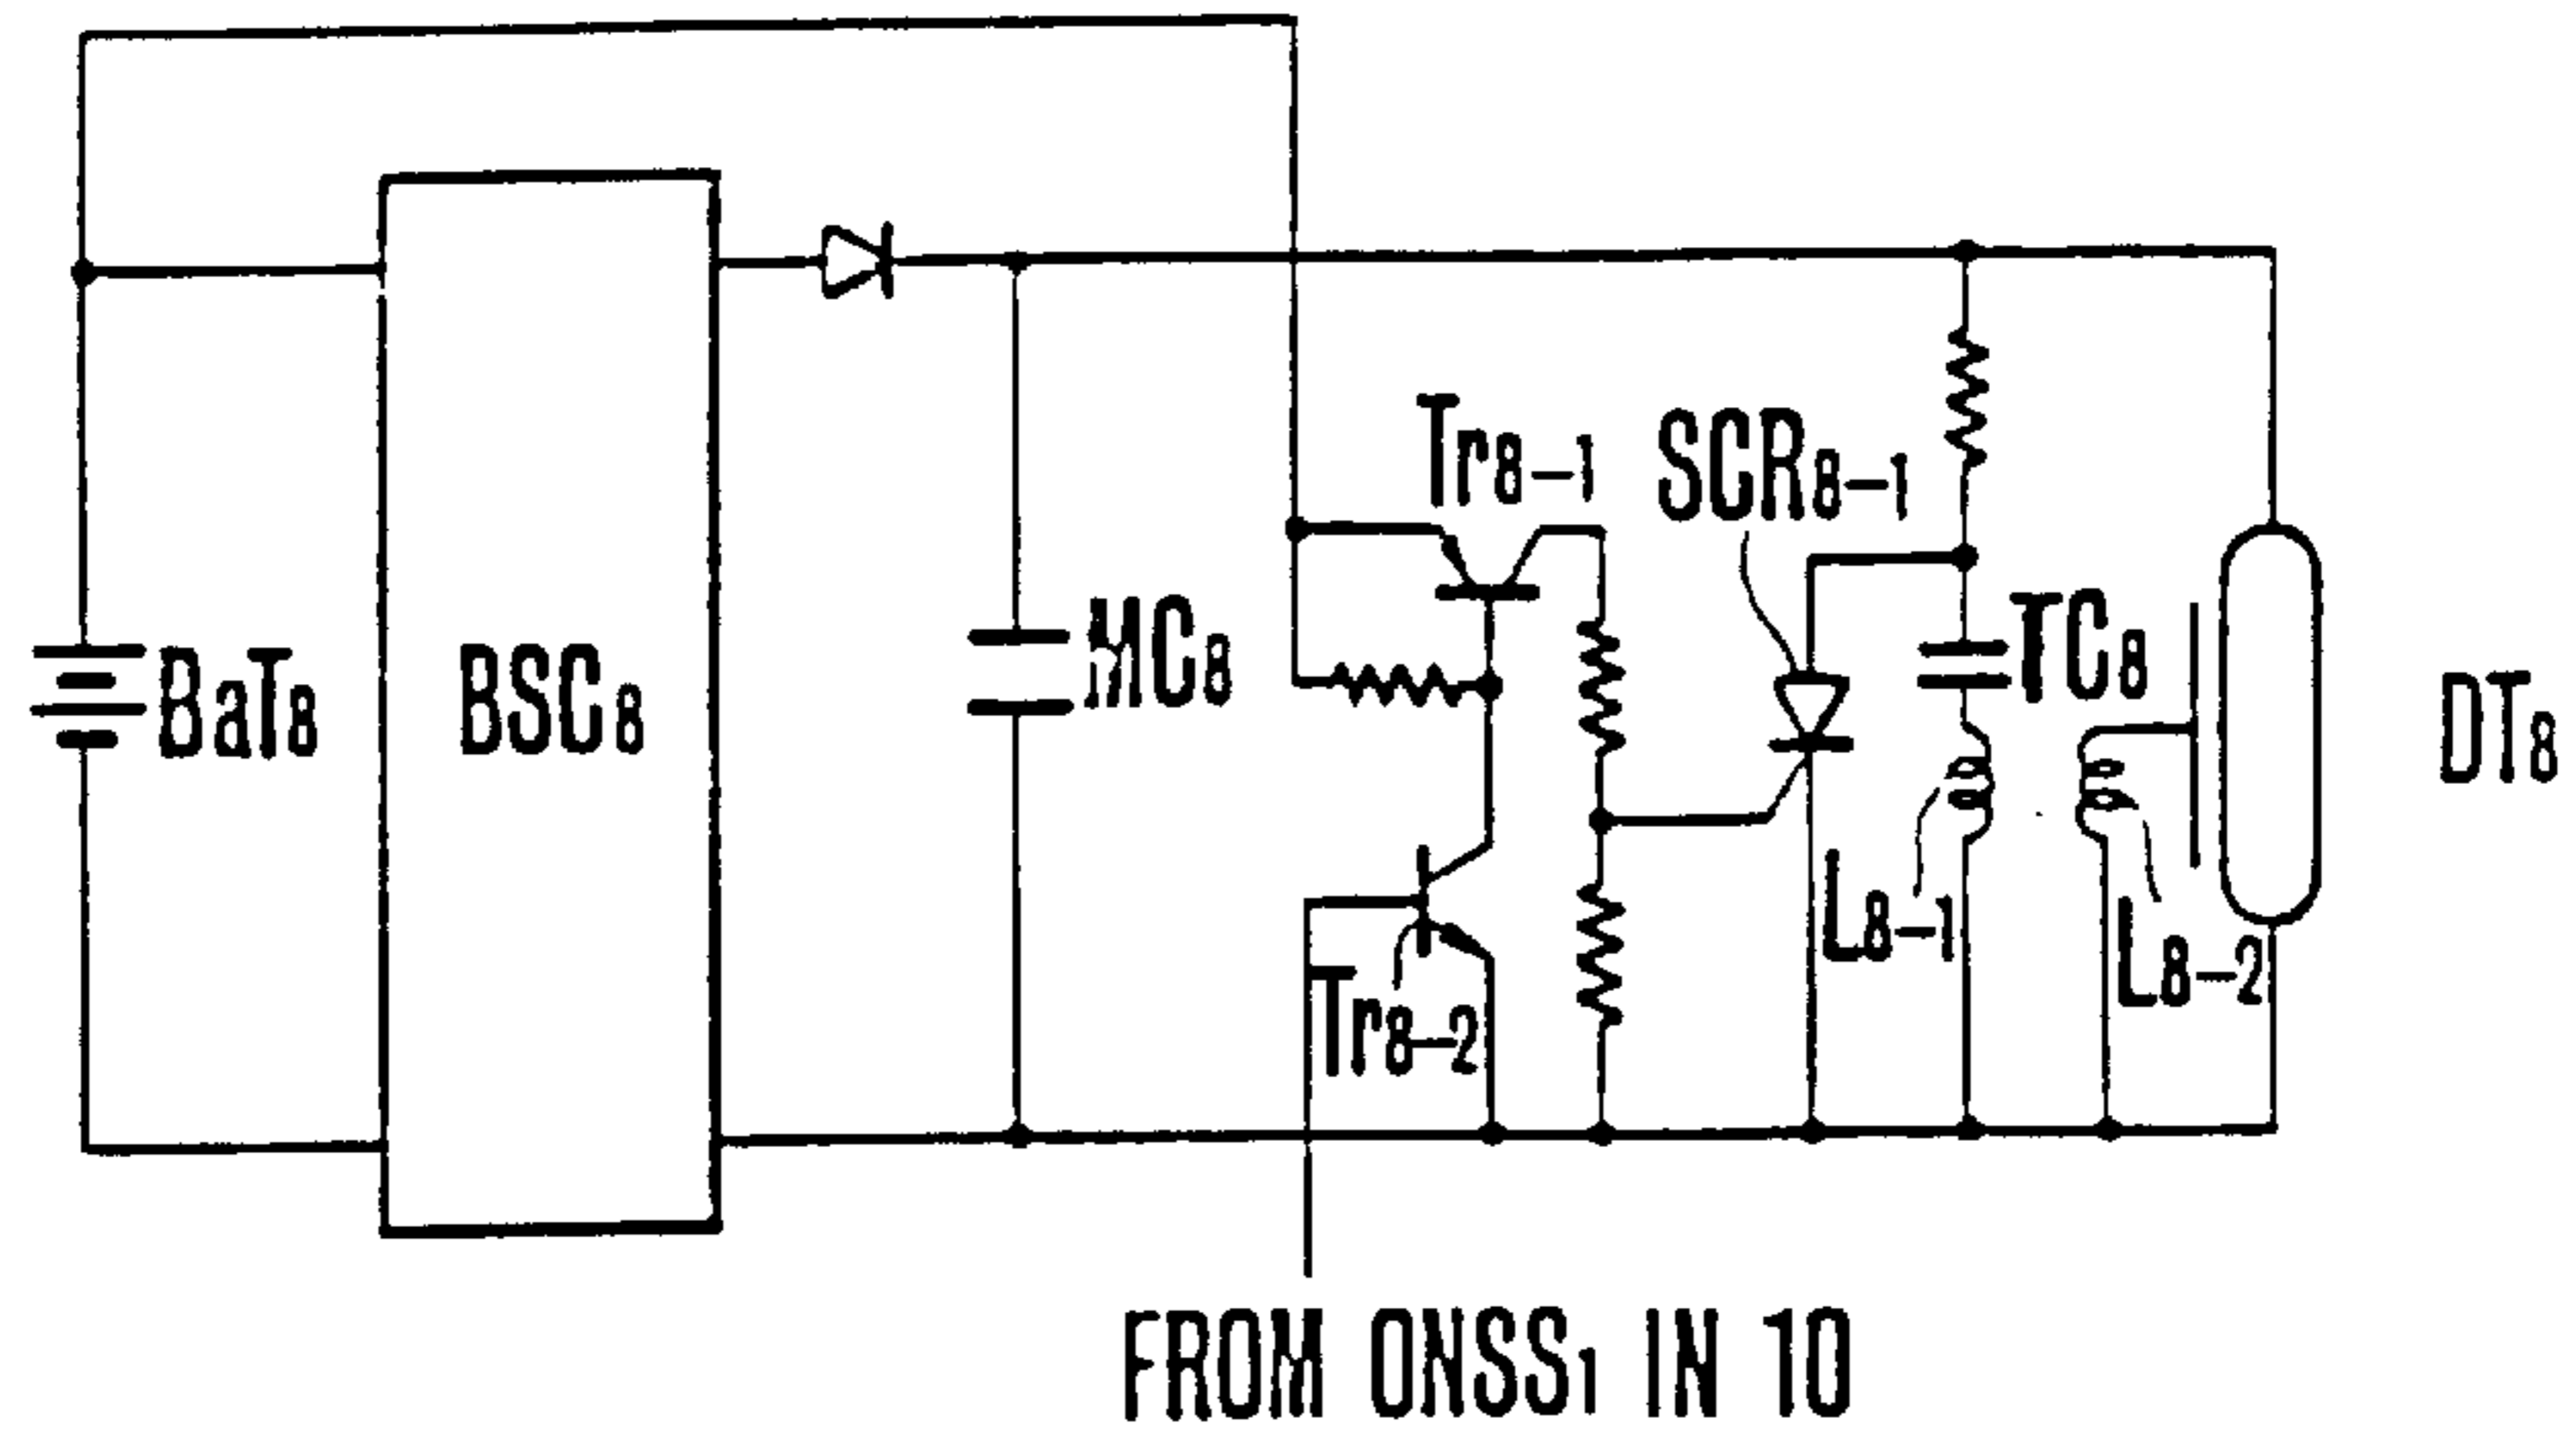 Tr8-1
SCR8-1
BaT8
BSC8
MC8
TC8
DT8
L8-1
L8-2
Tr8-2
FROM ONSS1 IN 10